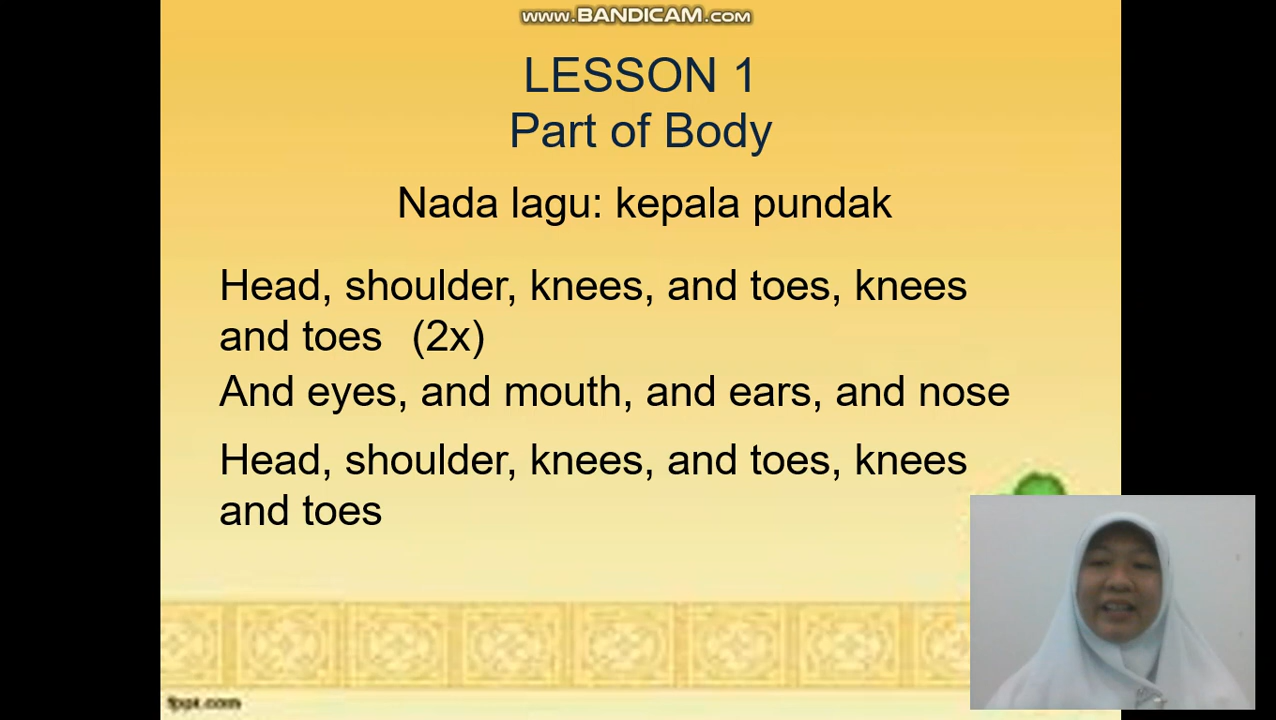 www.BANDICAM.com
LESSON 1
Part of Body
Nada lagu: kepala pundak
Head, shoulder, knees, and toes, knees
and toes (2x)
And eyes, and mouth, and ears, and nose
Head, shoulder, knees, and toes, knees
and toes
fppt.com